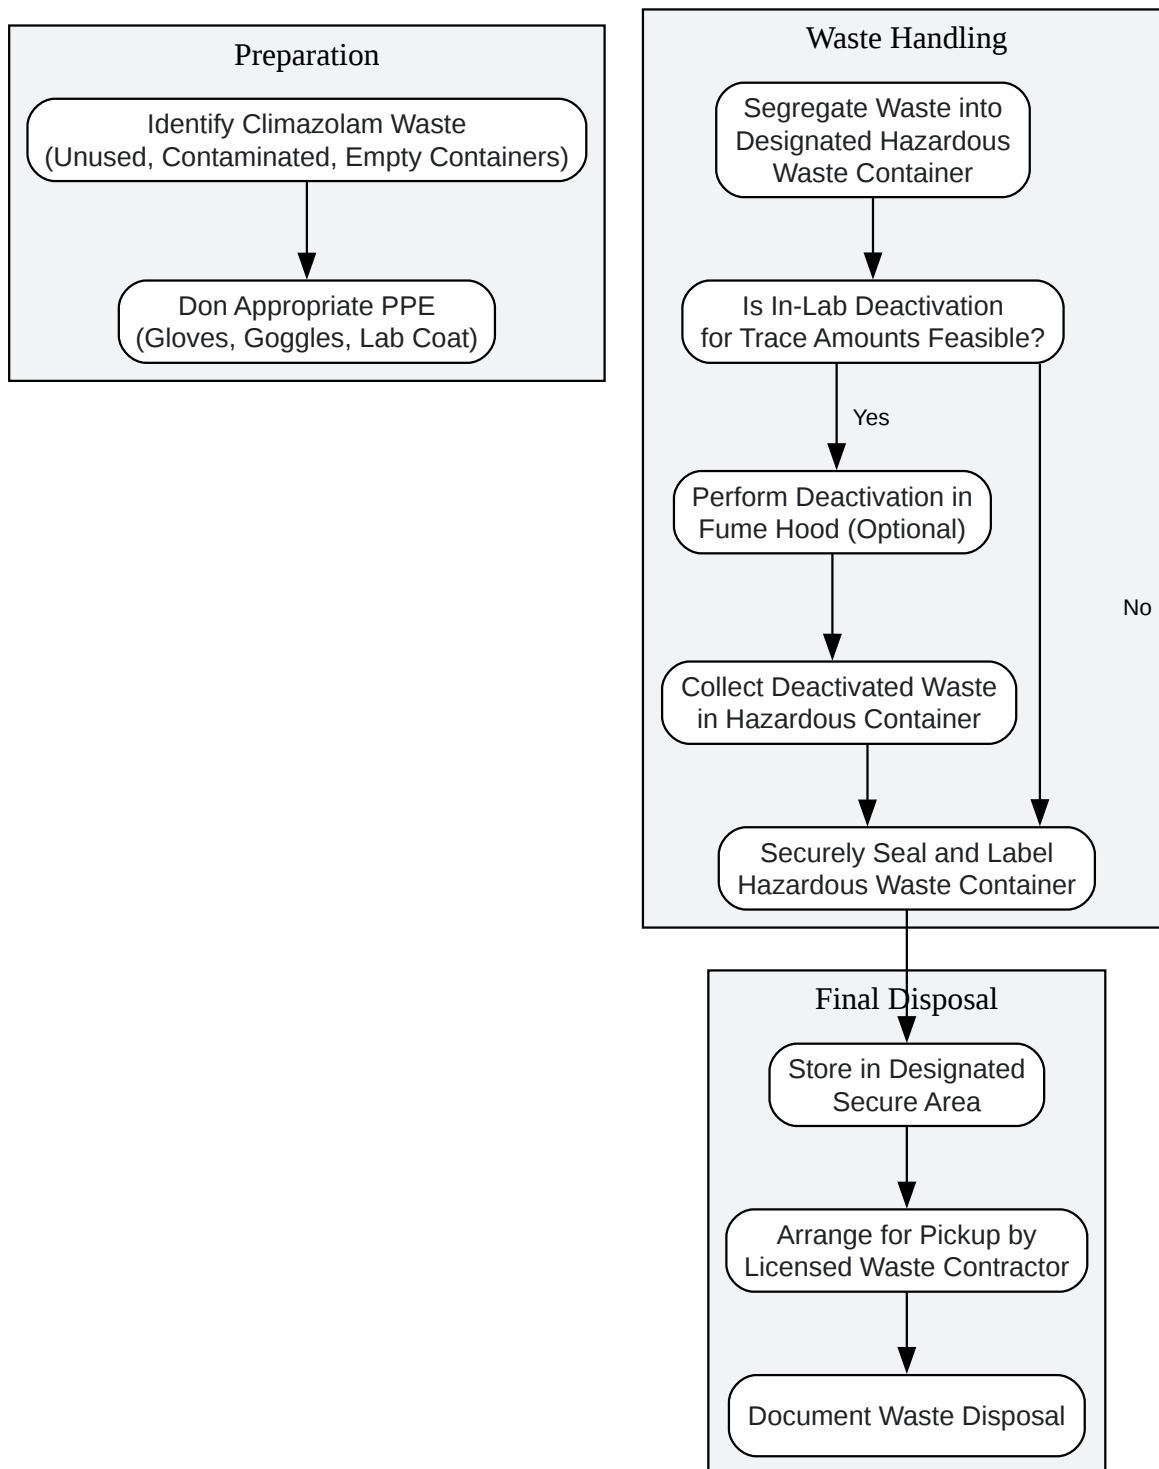 Preparation
Identify Climazolam Waste
(Unused, Contaminated, Empty Containers)
Don Appropriate PPE
(Gloves, Goggles, Lab Coat)
Waste Handling
Segregate Waste into
Designated Hazardous
Waste Container
Is In-Lab Deactivation
for Trace Amounts Feasible?
Yes
Perform Deactivation in
Fume Hood (Optional)
No
Collect Deactivated Waste
in Hazardous Container
Securely Seal and Label
Hazardous Waste Container
Final Disposal
Store in Designated
Secure Area
Arrange for Pickup by
Licensed Waste Contractor
Document Waste Disposal